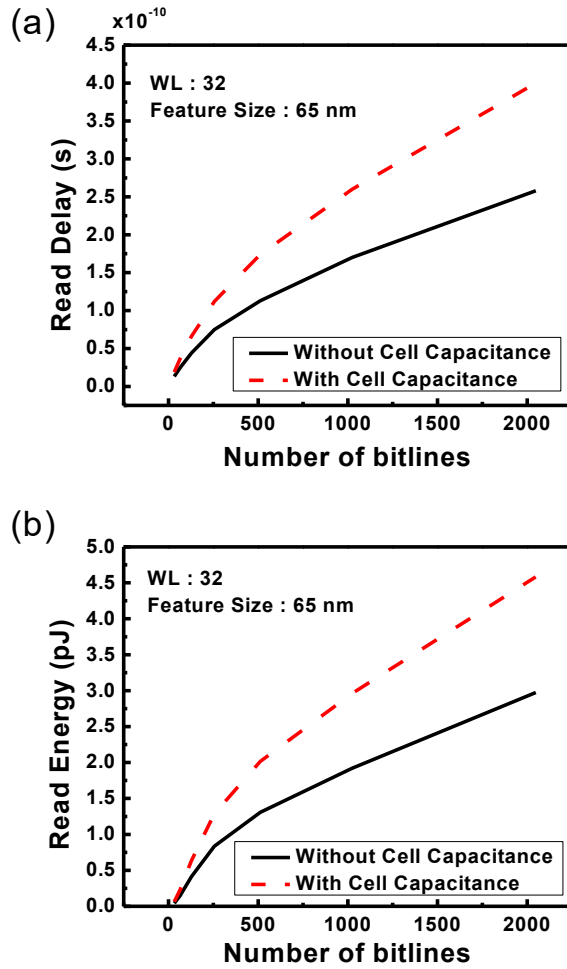 (a)
x10⁻¹⁰
4.5
4.0
3.5
3.0
2.5
2.0
1.5
1.0
0.5
0.0
Read Delay (s)
WL : 32
Feature Size : 65 nm
Without Cell Capacitance
With Cell Capacitance
0 500 1000 1500 2000
Number of bitlines
(b)
5.0
4.5
4.0
3.5
3.0
2.5
2.0
1.5
1.0
0.5
0.0
Read Energy (pJ)
WL : 32
Feature Size : 65 nm
Without Cell Capacitance
With Cell Capacitance
0 500 1000 1500 2000
Number of bitlines